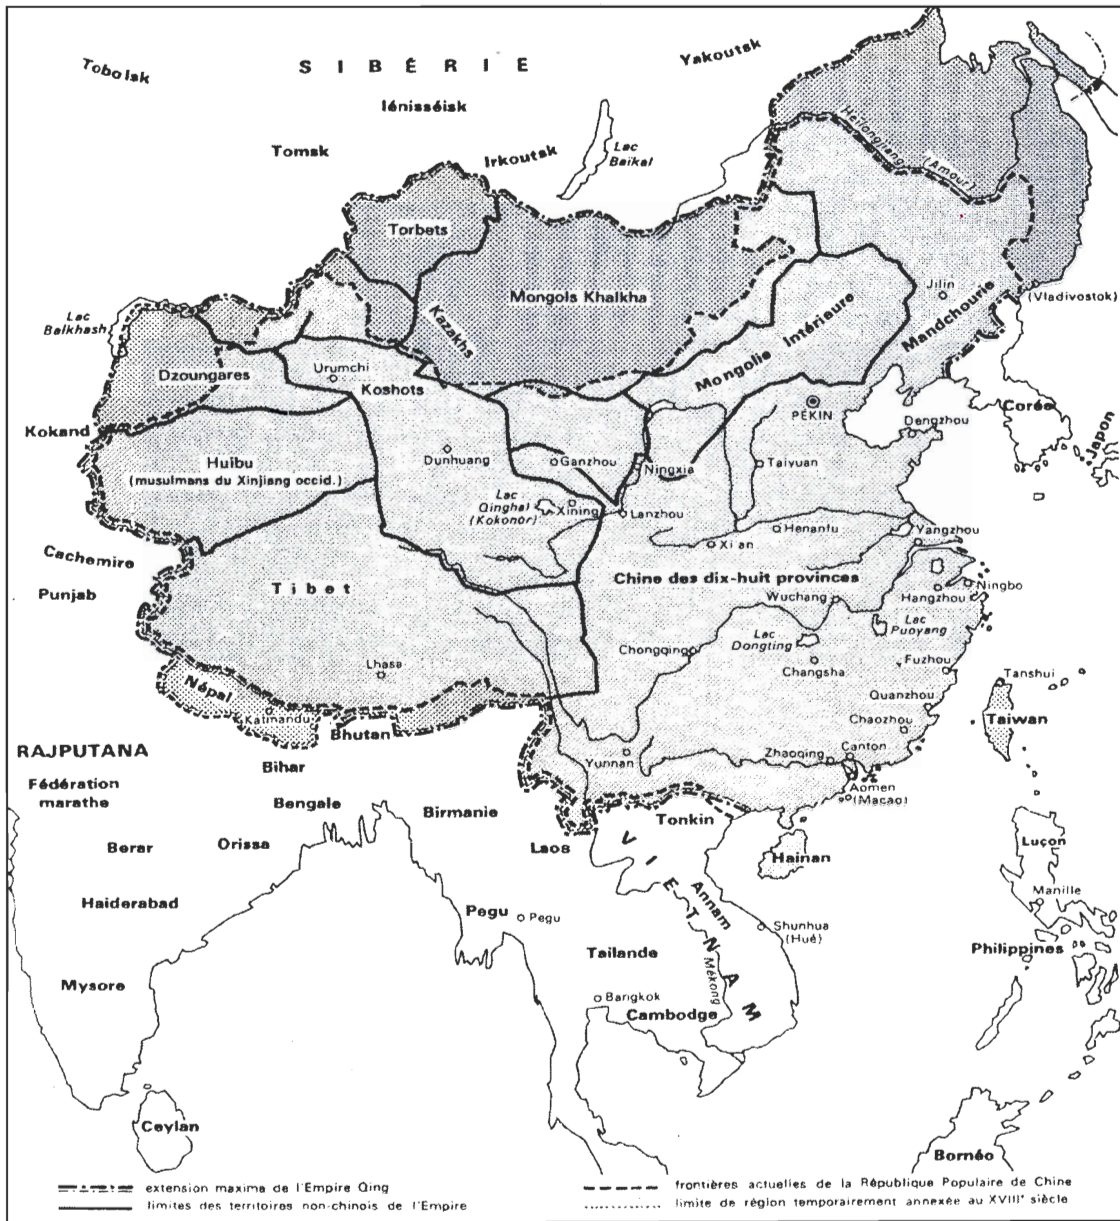 Tobolsk
SIBÉRIE
Yakoutsk
Iénisséisk
Tomsk
Irkoutsk
Lac
Baïkal
Heilongjiang (Amour)
Torbets
Mongols Khalkha
Kazakhs
Lac
Balkhash
Jilin
(Vladivostok)
Mandchourie
Mongolie Intérieure
Dzoungares
Urumchi
Koshots
PÉKIN
Corée
Japon
Kokand
Dengzhou
Huibu
(musulmans du Xinjiang occid.)
Dunhuang
Ganzhou
Ningxia
Taiyuan
Lac
Qinghai
(Kokonor)
Xining
Lanzhou
Henanfu
Yangzhou
Xi an
Cachemire
Punjab
Tibet
Chine des dix-huit provinces
Wuchang
Hangzhou
Ningbo
Lac
Dongting
Lac
Puoyang
Chongqing
Changsha
Fuzhou
Lhasa
Népal
Katmandu
Bhutan
Quanzhou
Tanshui
Taiwan
Chaozhou
RAJPUTANA
Bihar
Yunnan
Zhaoqing
Canton
Aomen
(Macao)
Fédération
marathe
Bengale
Birmanie
Tonkin
Berar
Orissa
Laos
Hainan
Luçon
VIETNAM
Annam
Haiderabad
Pegu
Pegu
Shunhua
(Hué)
Manille
Mysore
Tailande
Mékong
Philippines
Bangkok
Cambodge
Ceylan
Bornéo
extension maxima de l'Empire Qing
limites des territoires non-chinois de l'Empire
frontières actuelles de la République Populaire de Chine
limite de région temporairement annexée au XVIIIe siècle